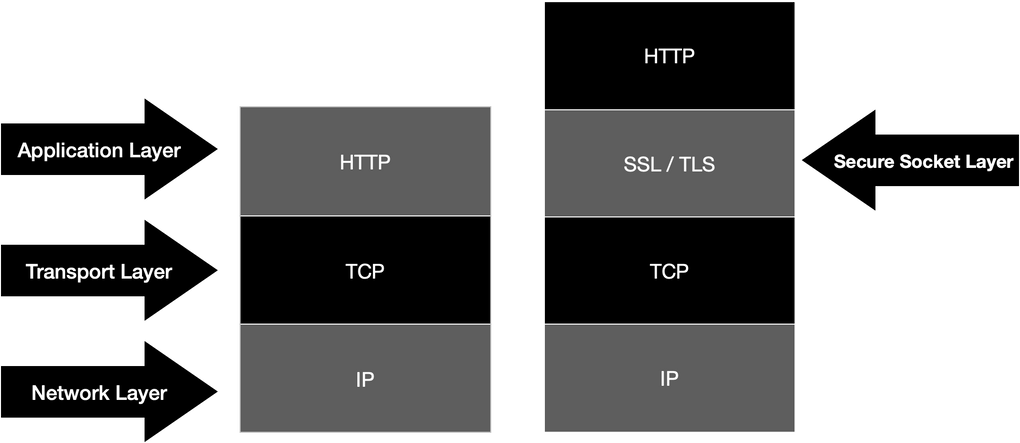 HTTP
Application Layer
HTTP
SSL / TLS
Secure Socket Layer
Transport Layer
TCP
TCP
Network Layer
IP
IP